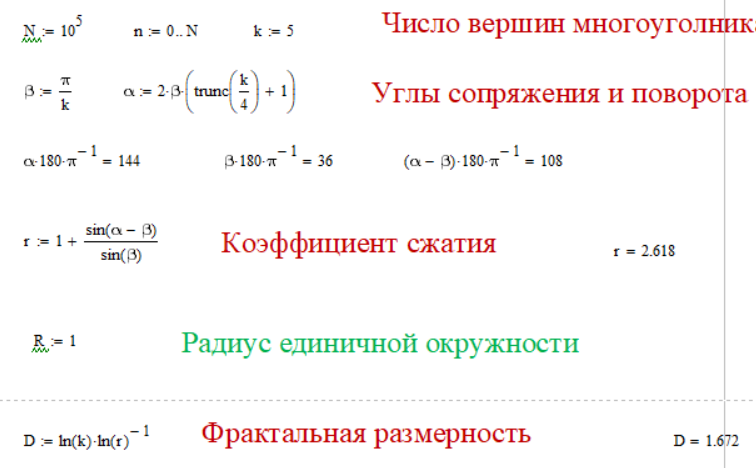 N := 10^5 n := 0.. N k := 5 Число вершин многоугольника
β := π/k α := 2·β·(trunc(k/4) + 1) Углы сопряжения и поворота
α·180·π^-1 = 144 β·180·π^-1 = 36 (α − β)·180·π^-1 = 108
r := 1 + sin(α − β)/sin(β) Коэффициент сжатия r = 2.618
R := 1 Радиус единичной окружности
D := ln(k)·ln(r)^-1 Фрактальная размерность D = 1.672